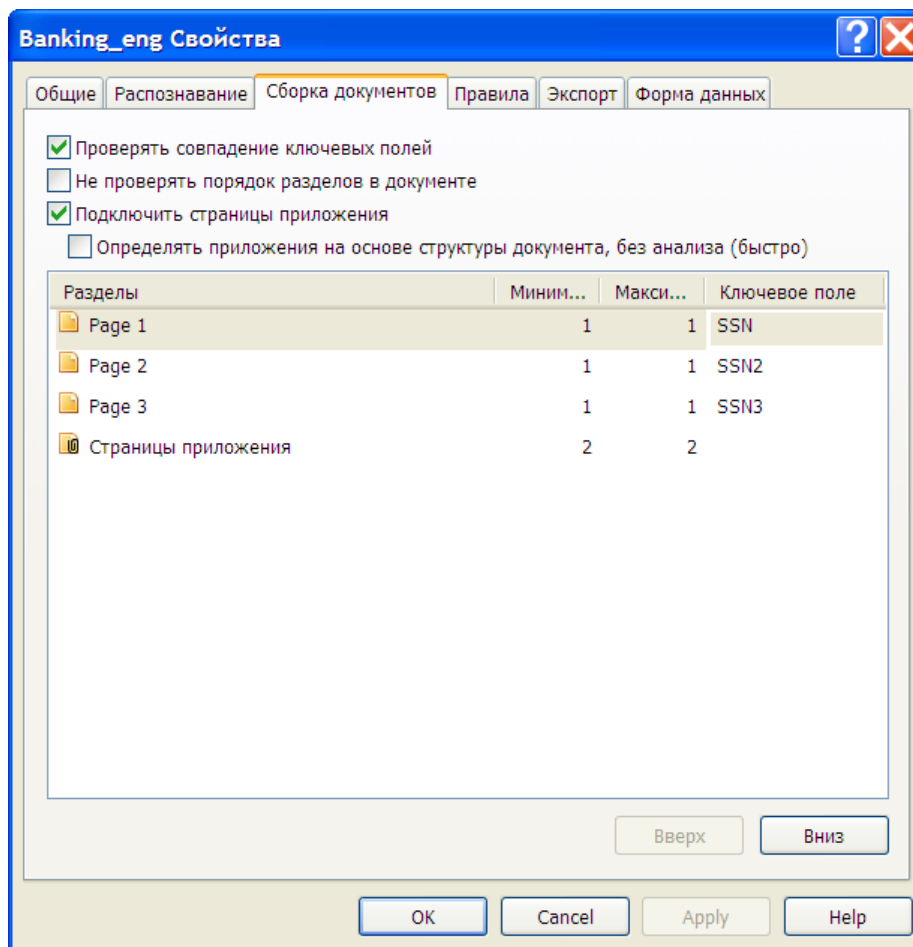 Banking_eng Свойства
Общие Распознавание Сборка документов Правила Экспорт Форма данных
Проверять совпадение ключевых полей
Не проверять порядок разделов в документе
Подключить страницы приложения
Определять приложения на основе структуры документа, без анализа (быстро)
Разделы Миним... Макси... Ключевое поле
Page 1 1 1 SSN
Page 2 1 1 SSN2
Page 3 1 1 SSN3
Страницы приложения 2 2
Вверх Вниз
OK Cancel Apply Help